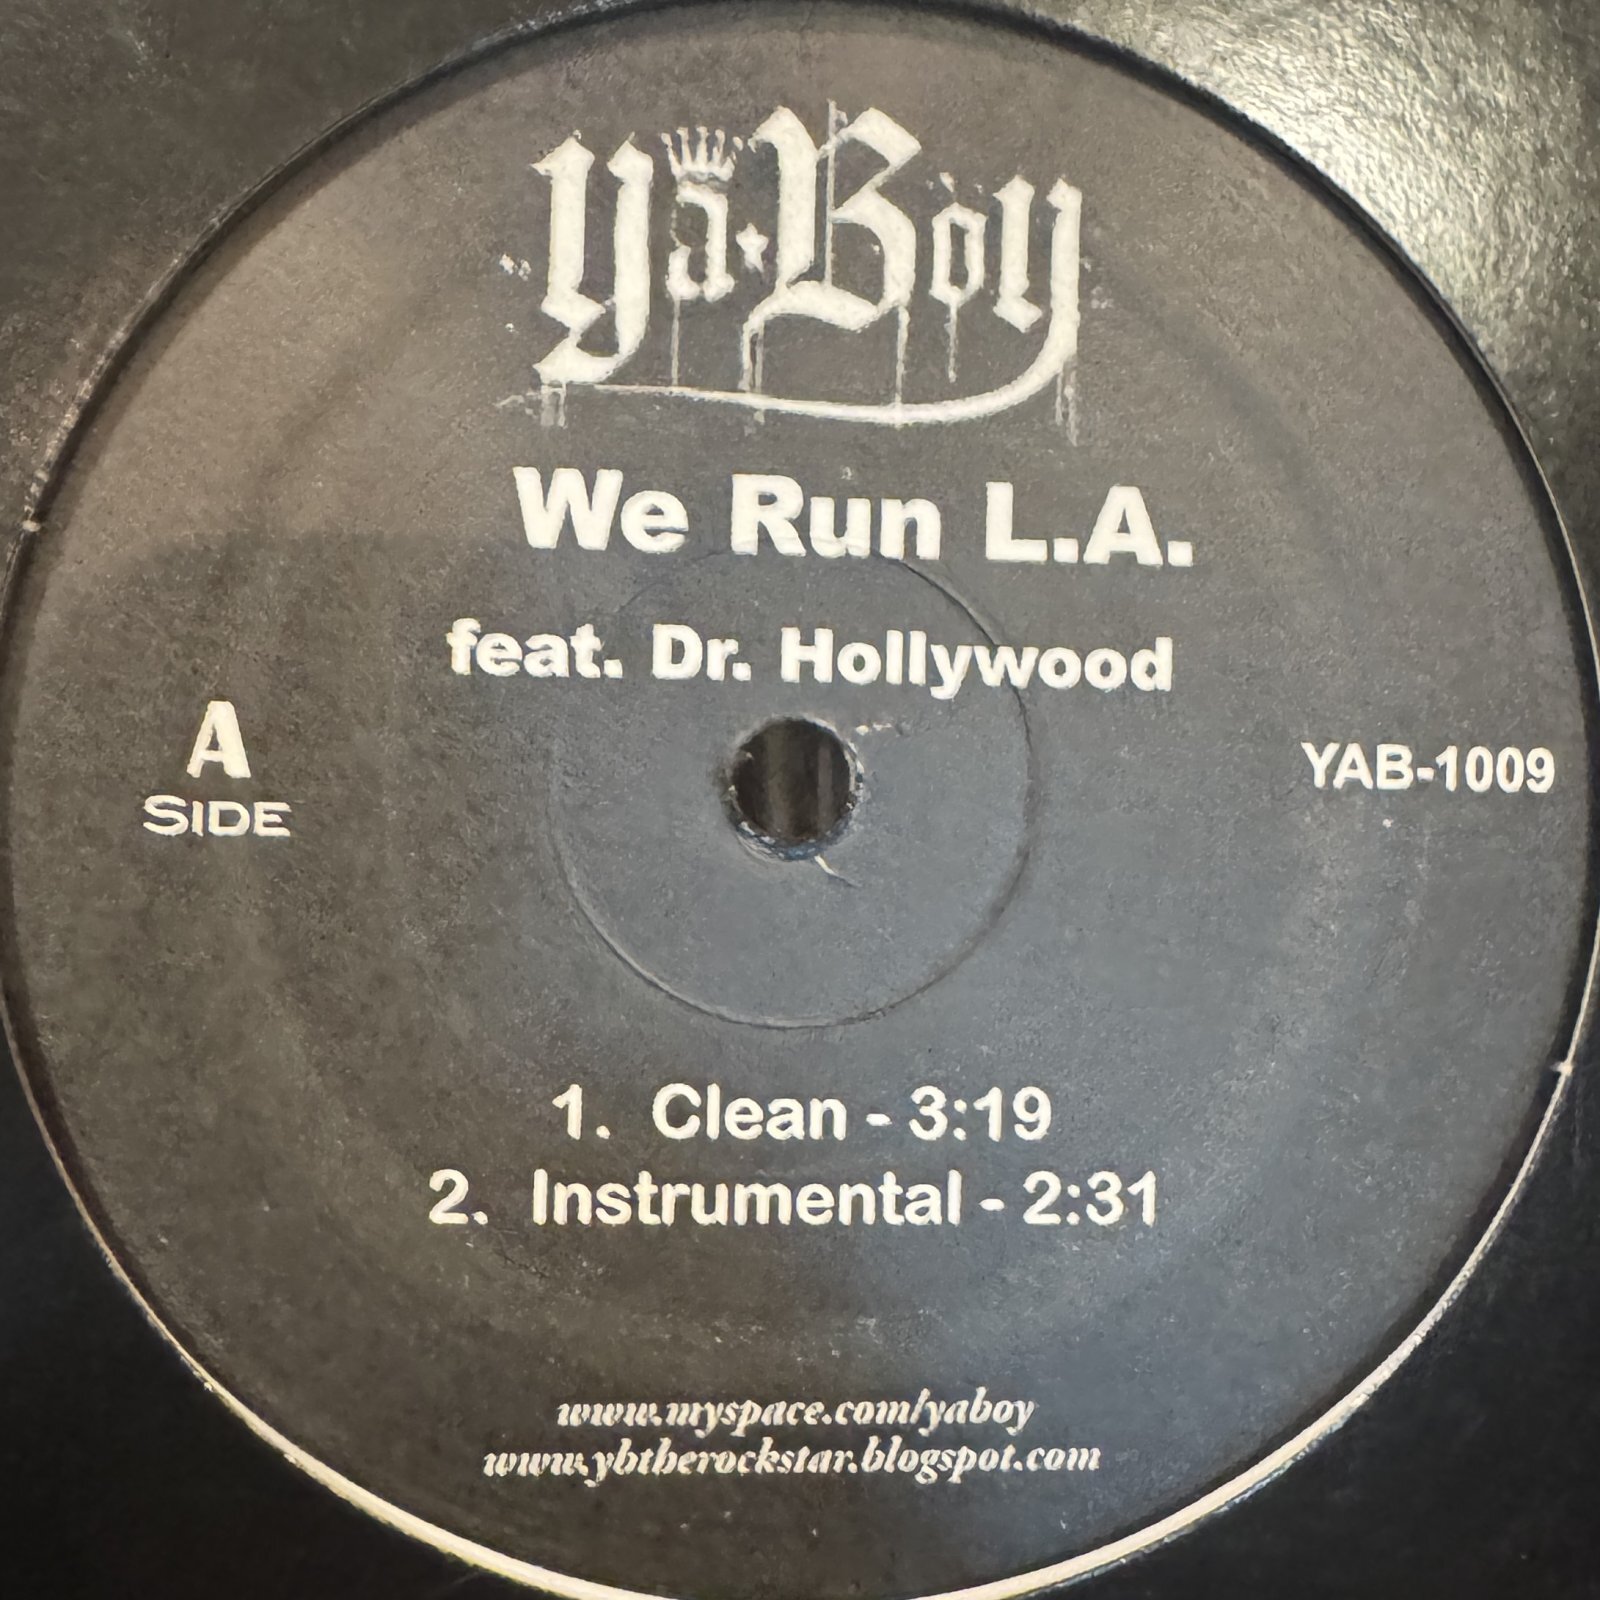 Ya Boy
We Run L.A.
feat. Dr. Hollywood
A
SIDE
YAB-1009
1. Clean - 3:19
2. Instrumental - 2:31
www.myspace.com/yaboy
www.ybtherockstar.blogspot.com